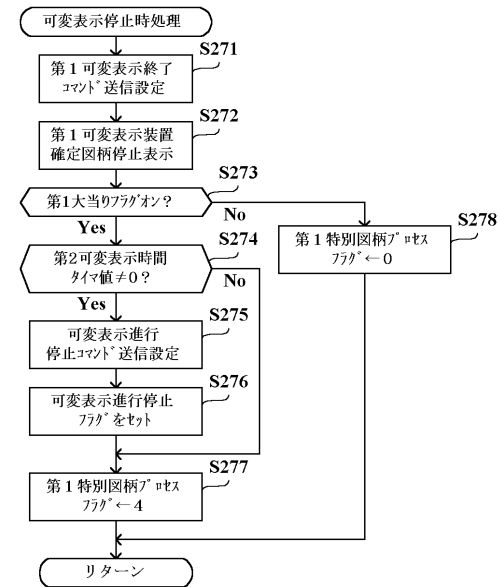 可変表示停止時処理
S271
第１可変表示終了
ｺﾏﾝﾄﾞ送信設定
S272
第１可変表示装置
確定図柄停止表示
S273
第1大当りﾌﾗｸﾞｵﾝ？
Yes
No
S274
第2可変表示時間
ﾀｲﾏ値≠0？
Yes
No
S275
可変表示進行
停止ｺﾏﾝﾄﾞ送信設定
S276
可変表示進行停止
ﾌﾗｸﾞをｾｯﾄ
S277
第１特別図柄ﾌﾟﾛｾｽ
ﾌﾗｸﾞ←４
S278
第１特別図柄ﾌﾟﾛｾｽ
ﾌﾗｸﾞ←０
リターン